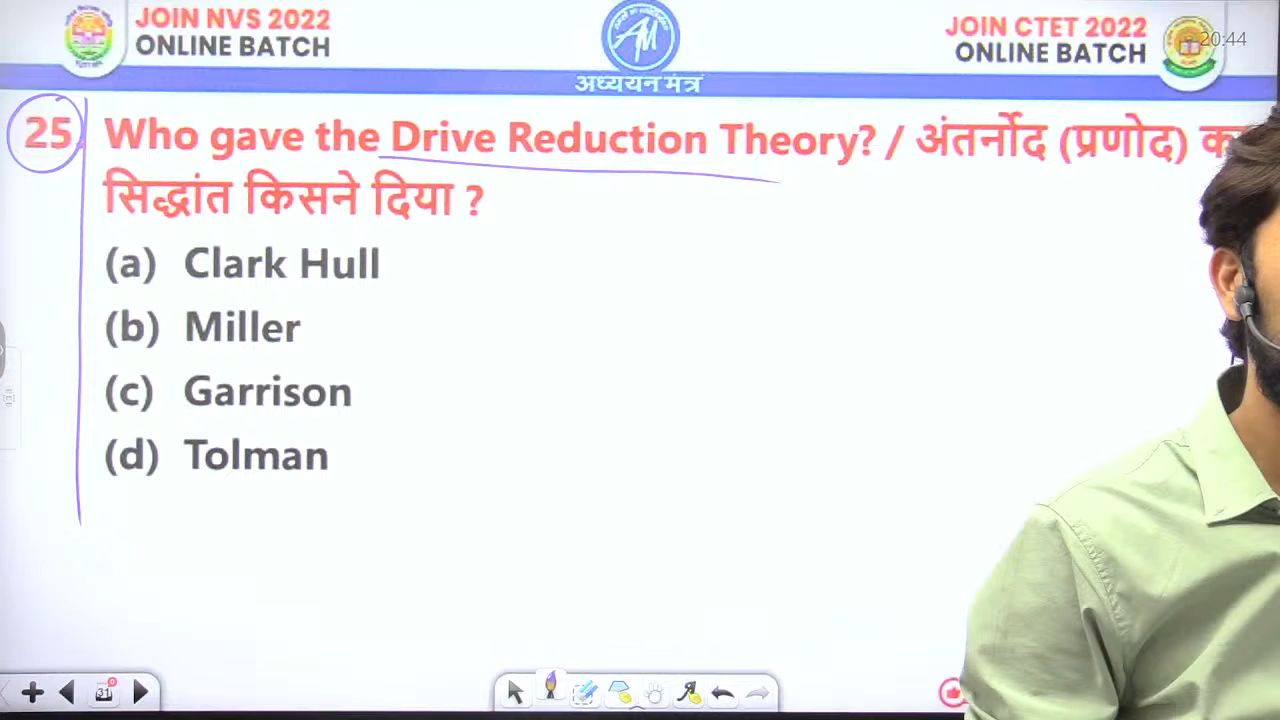 JOIN NVS 2022
ONLINE BATCH
AM
अध्ययन मंत्र
JOIN CTET 2022
ONLINE BATCH
20:44
25. Who gave the Drive Reduction Theory? / अंतर्नोद (प्रणोद) का
सिद्धांत किसने दिया ?
(a) Clark Hull
(b) Miller
(c) Garrison
(d) Tolman
31